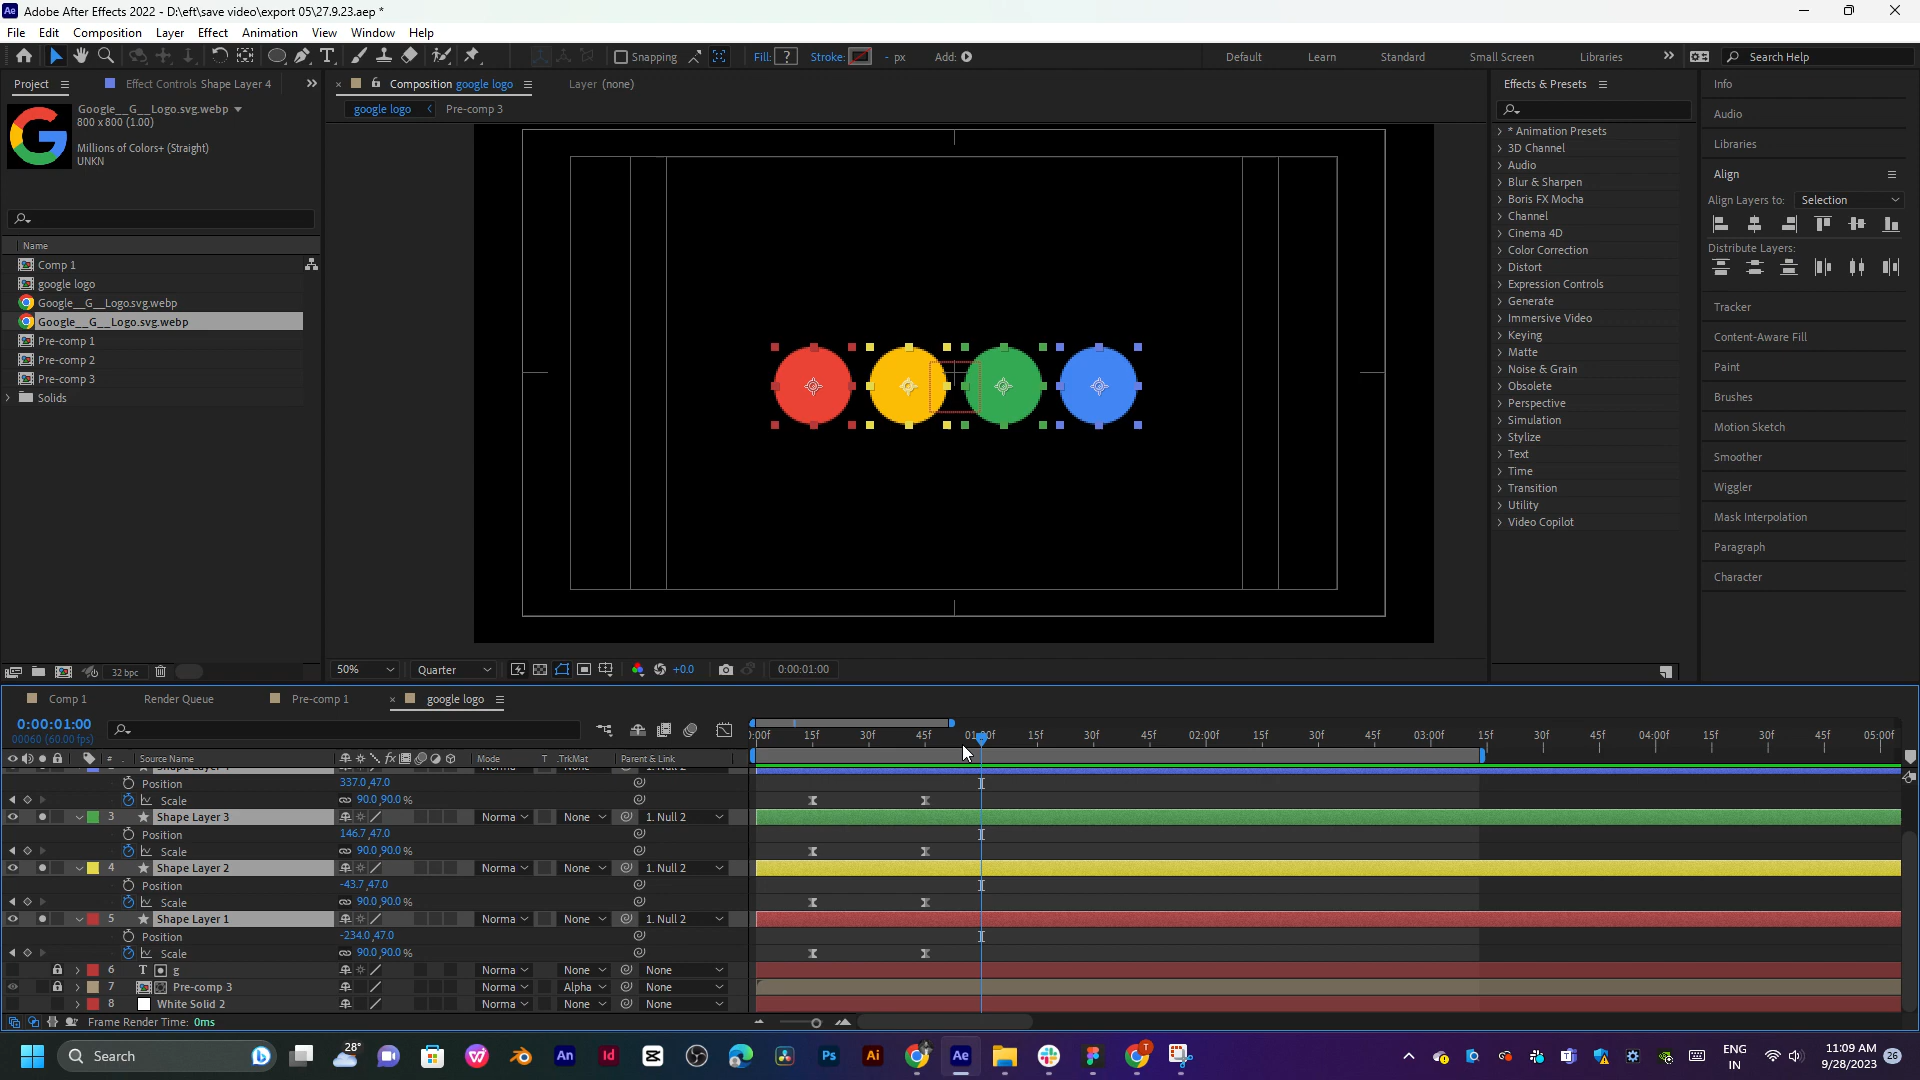 Adobe After Effects 2022 - D:\eft\save video\export 05\27.9.23.aep *
File Edit Composition Layer Effect Animation View Window Help
Snapping Fill: ? Stroke: - px Add: Default Learn Standard Small Screen Libraries Search Help
Project Effect Controls Shape Layer 4 Composition google logo Layer (none) Effects & Presets Info
Google__G__Logo.svg.webp
800 x 800 (1.00)
Millions of Colors+ (Straight)
UNKN
google logo Pre-comp 3
Name
Comp 1
google logo
Google__G__Logo.svg.webp
Google__G__Logo.svg.webp
Pre-comp 1
Pre-comp 2
Pre-comp 3
Solids
* Animation Presets
3D Channel
Audio
Blur & Sharpen
Boris FX Mocha
Channel
Cinema 4D
Color Correction
Distort
Expression Controls
Generate
Immersive Video
Keying
Matte
Noise & Grain
Obsolete
Perspective
Simulation
Stylize
Text
Time
Transition
Utility
Video Copilot
Audio
Libraries
Align
Align Layers to: Selection
Distribute Layers:
Tracker
Content-Aware Fill
Paint
Brushes
Motion Sketch
Smoother
Wiggler
Mask Interpolation
Paragraph
Character
32 bpc 50% Quarter +0.0 0:00:01:00
Comp 1 Render Queue Pre-comp 1 google logo
0:00:01:00
00060 (60.00 fps)
:00f 15f 30f 45f 01:00f 15f 30f 45f 02:00f 15f 30f 45f 03:00f 15f 30f 45f 04:00f 15f 30f 45f 05:00f
# Source Name Mode T .TrkMat Parent & Link
Position 337.0,47.0
Scale 90.0,90.0%
3 Shape Layer 3 Norma None 1. Null 2
Position 146.7,47.0
Scale 90.0,90.0%
4 Shape Layer 2 Norma None 1. Null 2
Position -43.7,47.0
Scale 90.0,90.0%
5 Shape Layer 1 Norma None 1. Null 2
Position -234.0,47.0
Scale 90.0,90.0%
6 T g Norma None None
7 Pre-comp 3 Norma Alpha None
8 White Solid 2 Norma None None
Frame Render Time: 0ms
Search 28° ENG IN 11:09 AM 9/28/2023 26